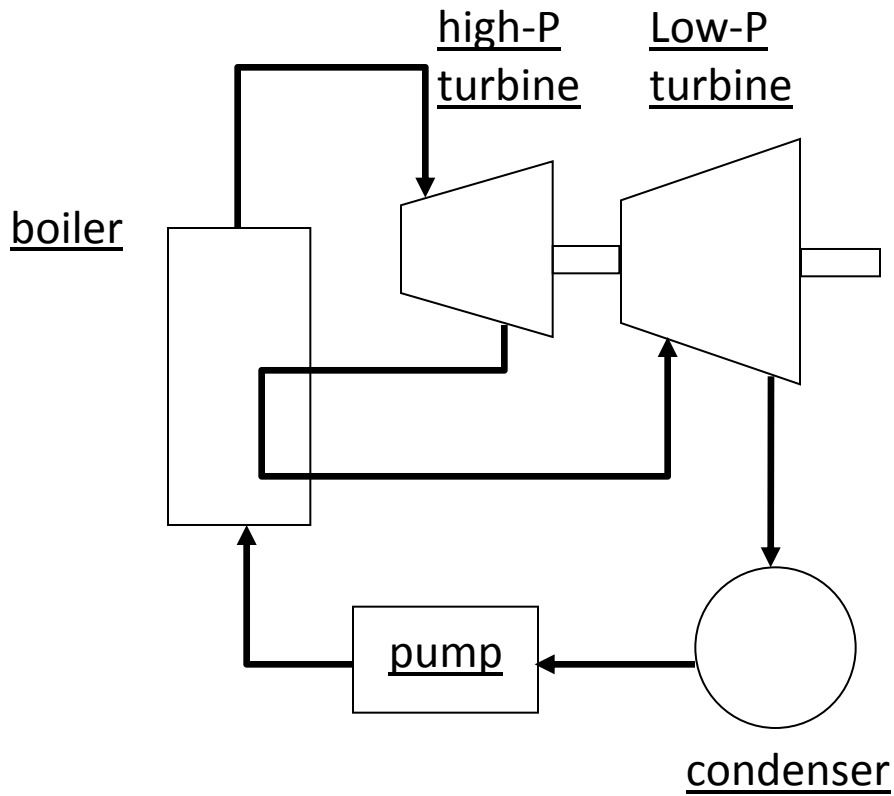 high-P
turbine
Low-P
turbine
boiler
pump
condenser